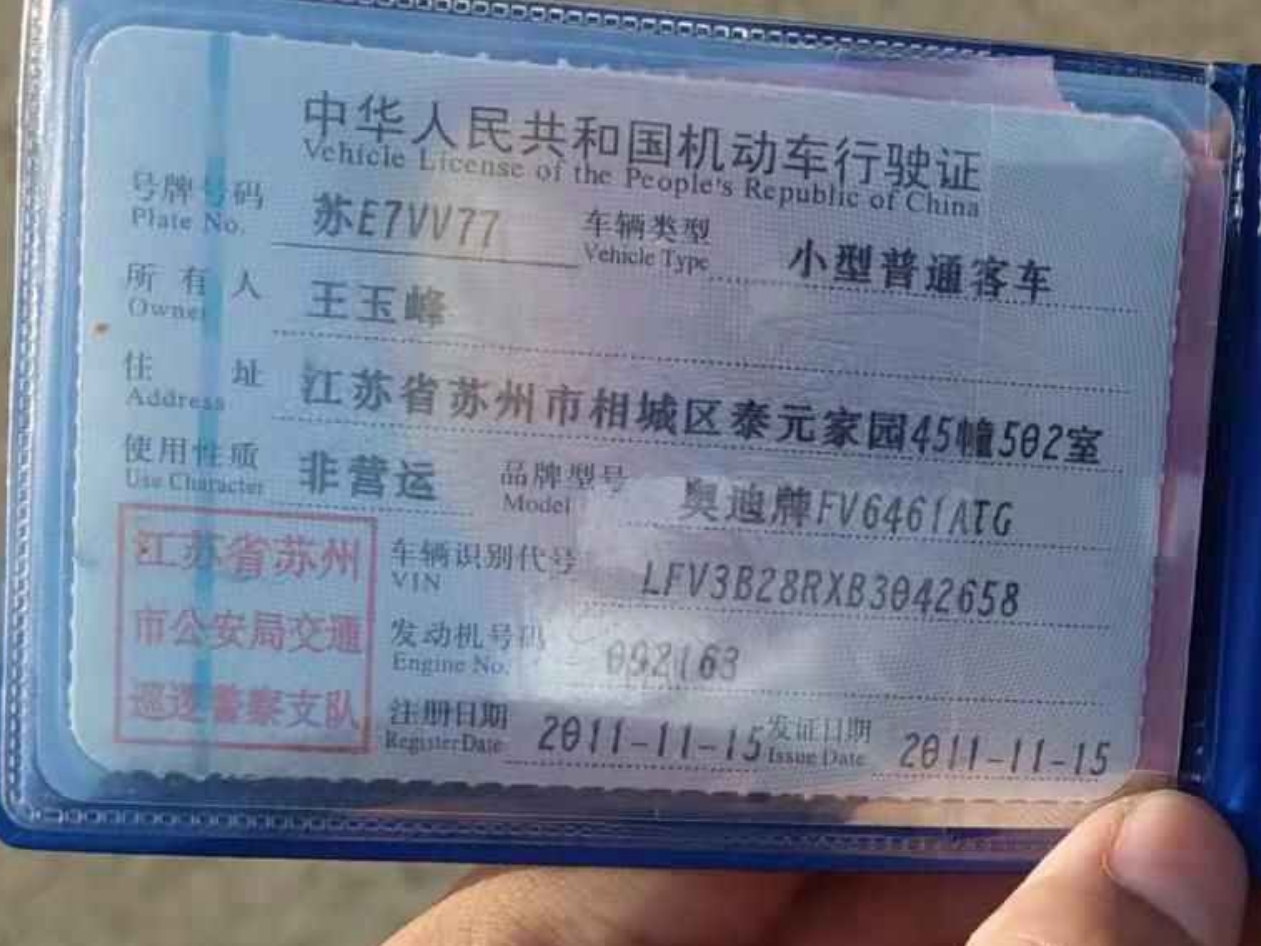 中华人民共和国机动车行驶证
Vehicle License of the People's Republic of China
号牌号码 苏E7VV77 车辆类型 小型普通客车
Plate No. Vehicle Type
所有人 王玉峰
Owner
住址 江苏省苏州市相城区泰元家园45幢502室
Address
使用性质 非营运 品牌型号 奥迪牌FV6461ATG
Use Character Model
江苏省苏州
市公安局交通
巡逻警察支队
车辆识别代号 LFV3B28RXB3042658
VIN
发动机号码 092163
Engine No.
注册日期 2011-11-15 发证日期 2011-11-15
Register Date Issue Date